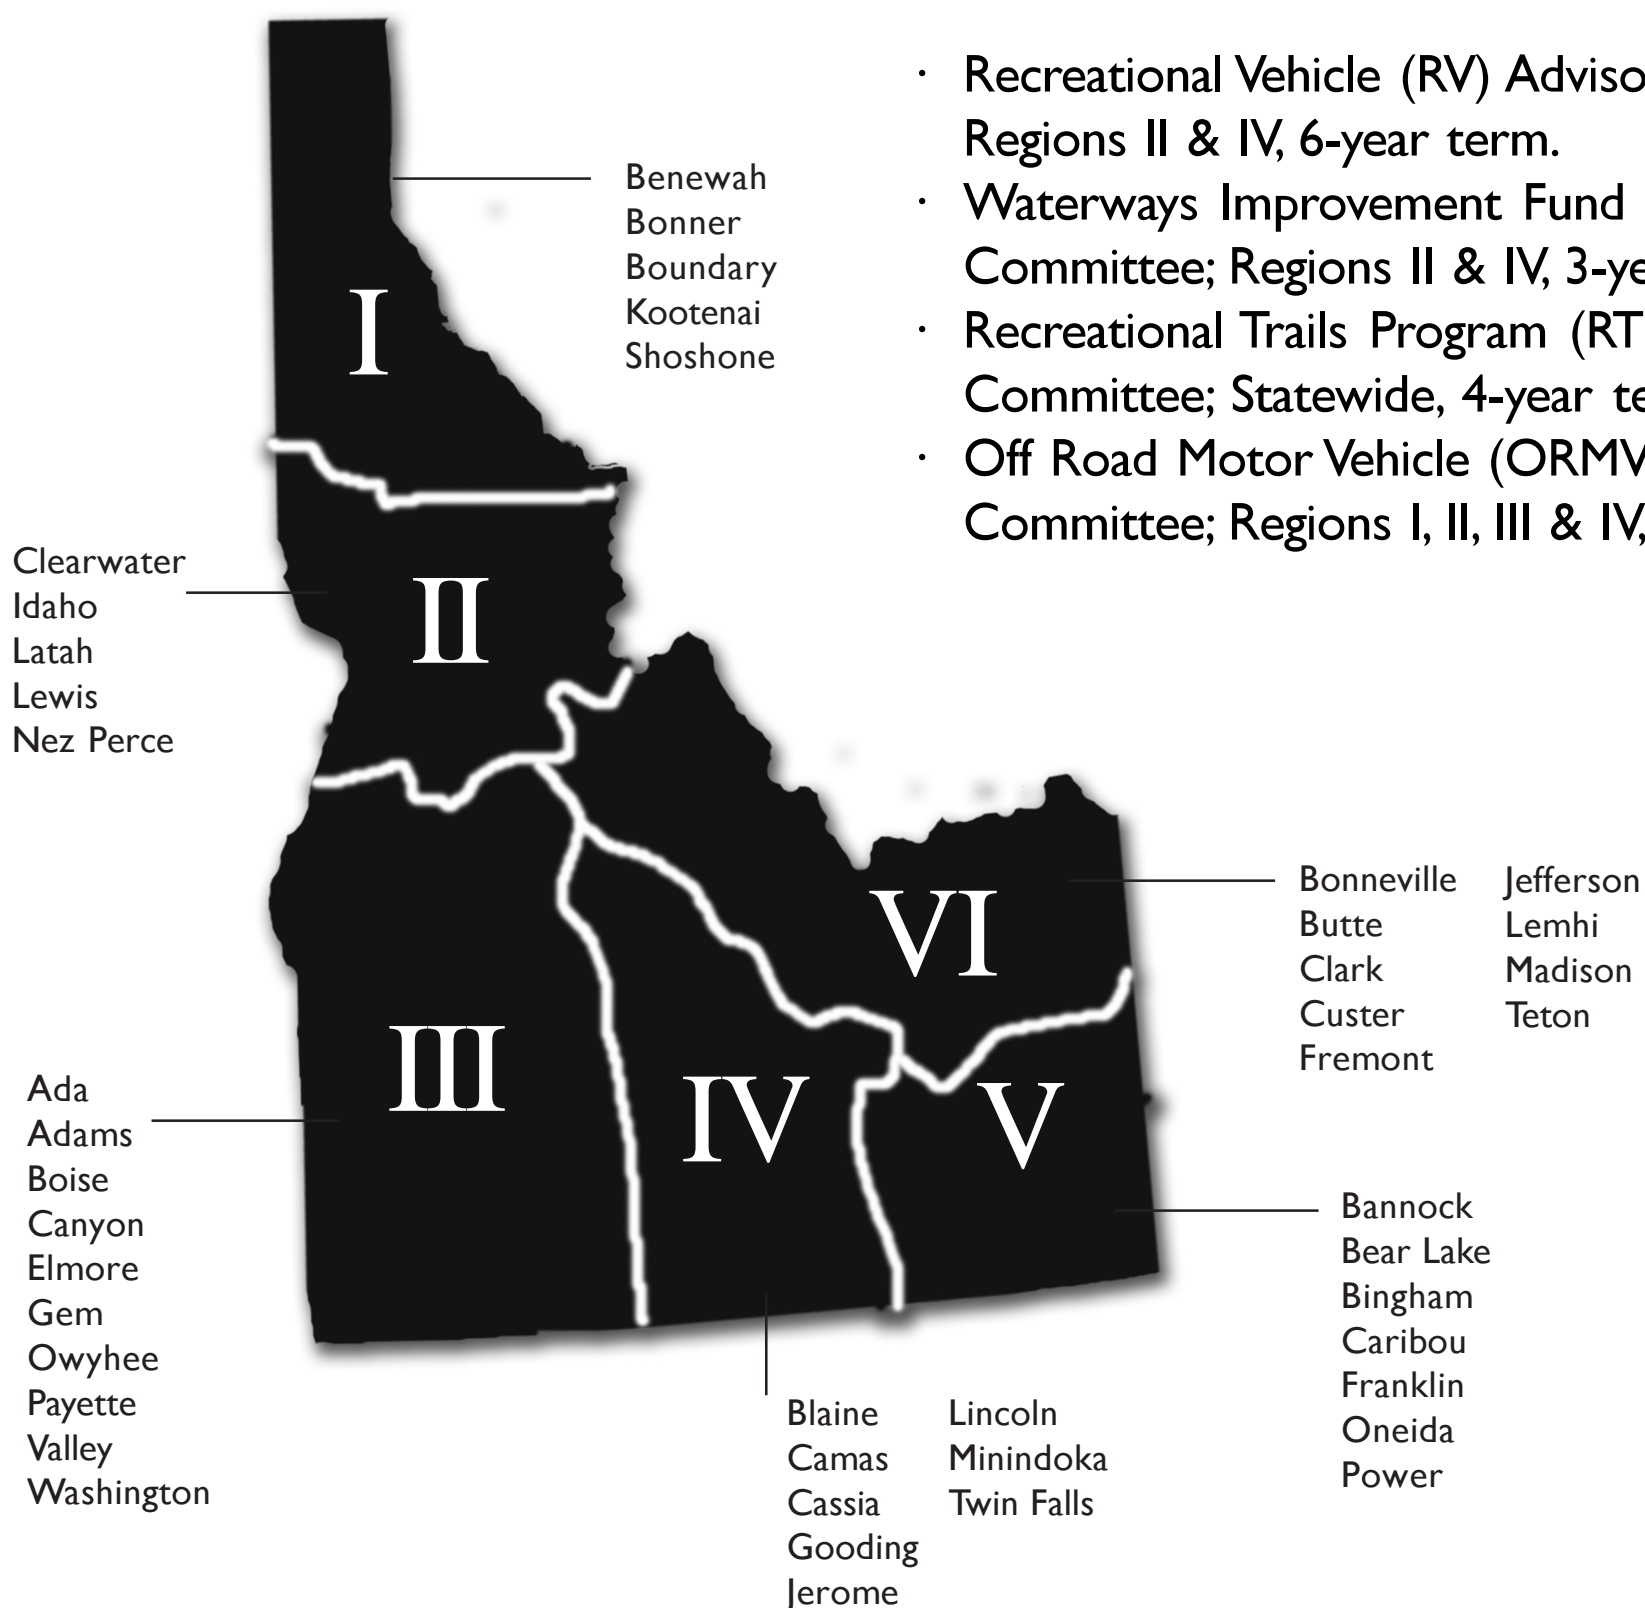 · Recreational Vehicle (RV) Adviso
Regions II & IV, 6-year term.
· Waterways Improvement Fund
Committee; Regions II & IV, 3-ye
· Recreational Trails Program (RT
Committee; Statewide, 4-year te
· Off Road Motor Vehicle (ORMV
Committee; Regions I, II, III & IV,
Benewah
Bonner
Boundary
Kootenai
Shoshone
I
Clearwater
Idaho
Latah
Lewis
Nez Perce
II
VI
Bonneville
Butte
Clark
Custer
Fremont
Jefferson
Lemhi
Madison
Teton
III
IV
V
Ada
Adams
Boise
Canyon
Elmore
Gem
Owyhee
Payette
Valley
Washington
Bannock
Bear Lake
Bingham
Caribou
Franklin
Oneida
Power
Blaine
Camas
Cassia
Gooding
Jerome
Lincoln
Minindoka
Twin Falls